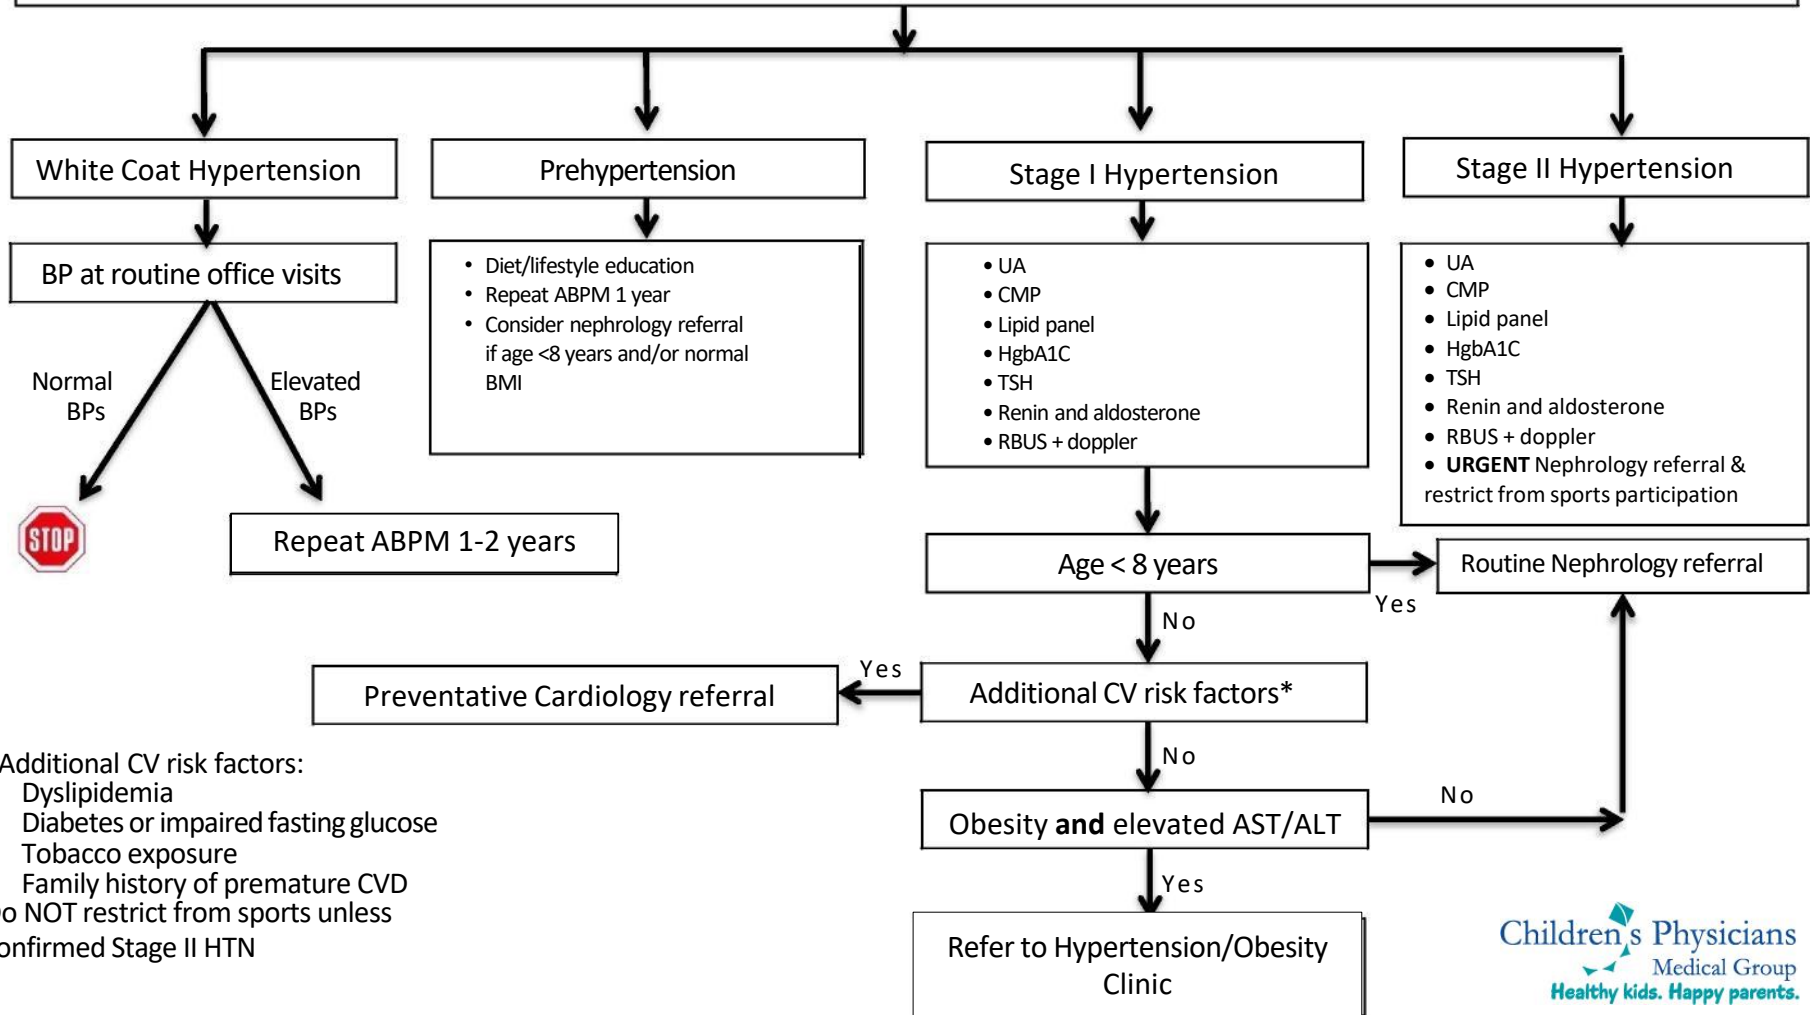 White Coat Hypertension
Prehypertension
Stage I Hypertension
Stage II Hypertension
BP at routine office visits
• Diet/lifestyle education
• Repeat ABPM 1 year
• Consider nephrology referral
if age <8 years and/or normal
BMI
• UA
• CMP
• Lipid panel
• HgbA1C
• TSH
• Renin and aldosterone
• RBUS + doppler
• UA
• CMP
• Lipid panel
• HgbA1C
• TSH
• Renin and aldosterone
• RBUS + doppler
• URGENT Nephrology referral &
restrict from sports participation
Normal
BPs
Elevated
BPs
STOP
Repeat ABPM 1-2 years
Age < 8 years
Yes
Routine Nephrology referral
No
Additional CV risk factors*
Yes
Preventative Cardiology referral
No
Obesity and elevated AST/ALT
No
Yes
Refer to Hypertension/Obesity
Clinic
Additional CV risk factors:
Dyslipidemia
Diabetes or impaired fasting glucose
Tobacco exposure
Family history of premature CVD
o NOT restrict from sports unless
onfirmed Stage II HTN
Children's Physicians
Medical Group
Healthy kids. Happy parents.